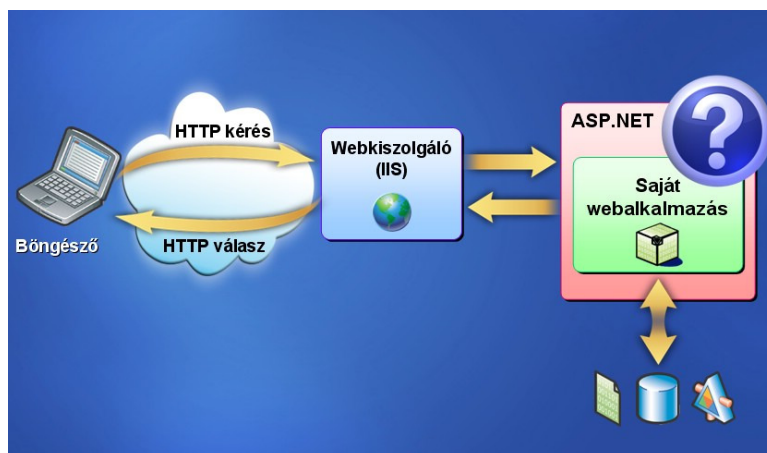 HTTP kérés
Webkiszolgáló
(IIS)
ASP.NET
Saját
webalkalmazás
Böngésző
HTTP válasz